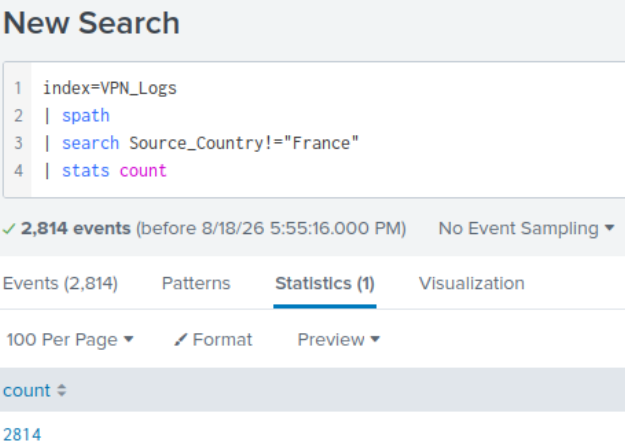 New Search
1 index=VPN_Logs
2 | spath
3 | search Source_Country!="France"
4 | stats count
✓ 2,814 events (before 8/18/26 5:55:16.000 PM) No Event Sampling ▾
Events (2,814) Patterns Statistics (1) Visualization
100 Per Page ▾ Format Preview ▾
count
2814